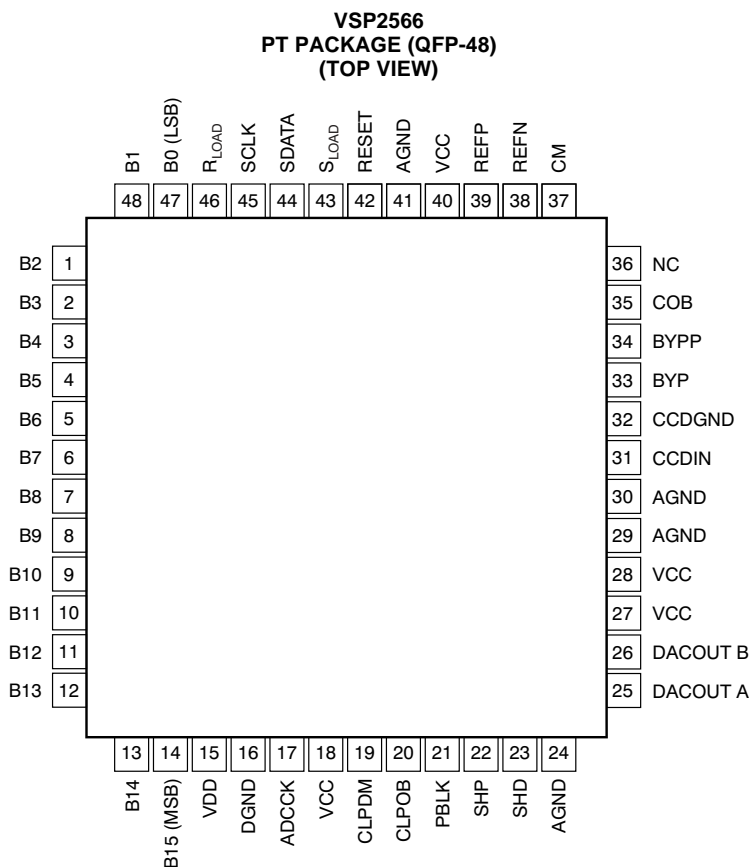 VSP2566
PT PACKAGE (QFP-48)
(TOP VIEW)
B1
B0 (LSB)
RLOAD
SCLK
SDATA
SLOAD
RESET
AGND
VCC
REFP
REFN
CM
48 47 46 45 44 43 42 41 40 39 38 37
B2 1
B3 2
B4 3
B5 4
B6 5
B7 6
B8 7
B9 8
B10 9
B11 10
B12 11
B13 12
36 NC
35 COB
34 BYPP
33 BYP
32 CCDGND
31 CCDIN
30 AGND
29 AGND
28 VCC
27 VCC
26 DACOUT B
25 DACOUT A
13 14 15 16 17 18 19 20 21 22 23 24
B14
B15 (MSB)
VDD
DGND
ADCCK
VCC
CLPDM
CLPOB
PBLK
SHP
SHD
AGND